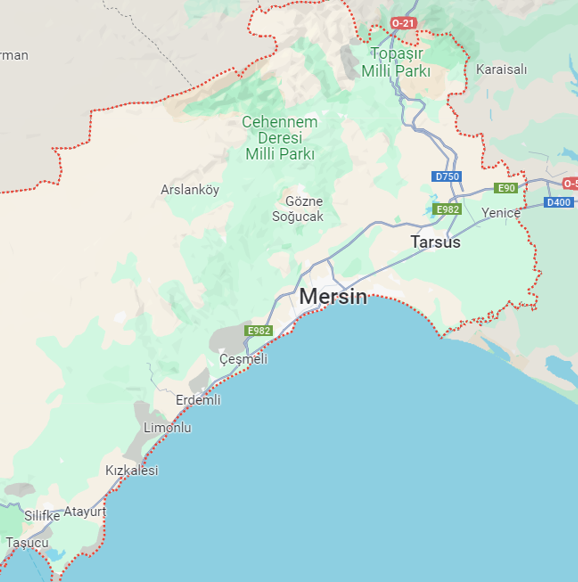 O-21
rman
Topaşır
Milli Parkı
Karaisalı
Cehennem
Deresi
Milli Parkı
D750
Arslanköy
E90
O-5
Gözne
Soğucak
E982
D400
Yenice
Tarsus
Mersin
E982
Çeşmeli
Erdemli
Limonlu
Kızkalesi
Silifke
Atayurt
Taşucu